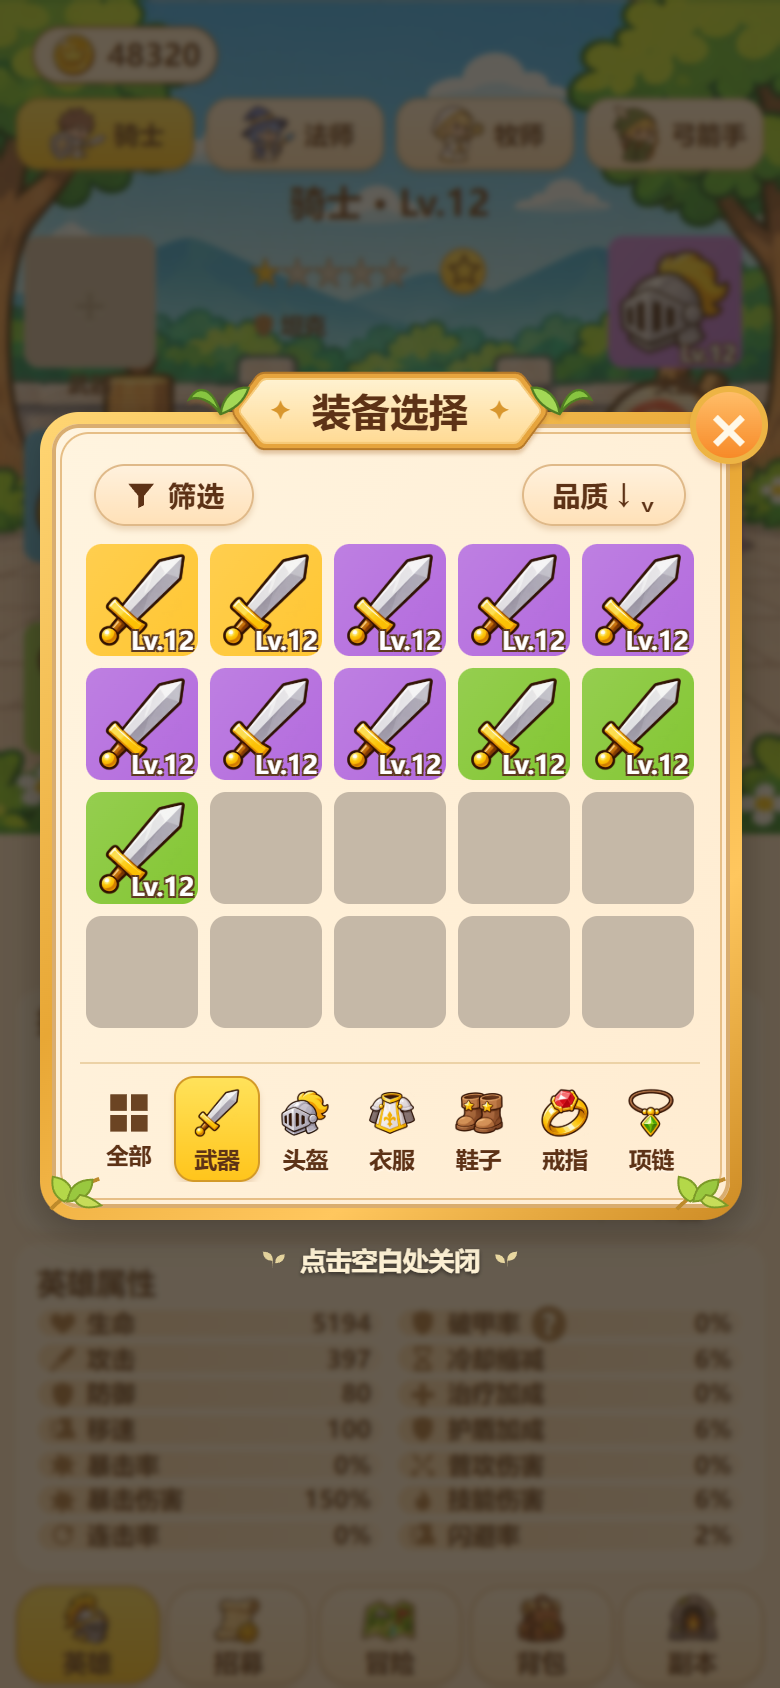 48320
骑士
法师
牧师
弓箭手
骑士 • Lv.12
Lv.12
装备选择
筛选
品质↓ v
Lv.12 Lv.12 Lv.12 Lv.12 Lv.12
Lv.12 Lv.12 Lv.12 Lv.12 Lv.12
Lv.12
全部
武器
头盔
衣服
鞋子
戒指
项链
点击空白处关闭
英雄属性
生命 5194 破甲率 ? 0%
攻击 397 冷却缩减 6%
防御 80 治疗加成 0%
移速 100 护盾加成 6%
暴击率 0% 普攻伤害 0%
暴击伤害 150% 技能伤害 6%
连击率 0% 闪避率 2%
英雄
招募
冒险
背包
副本